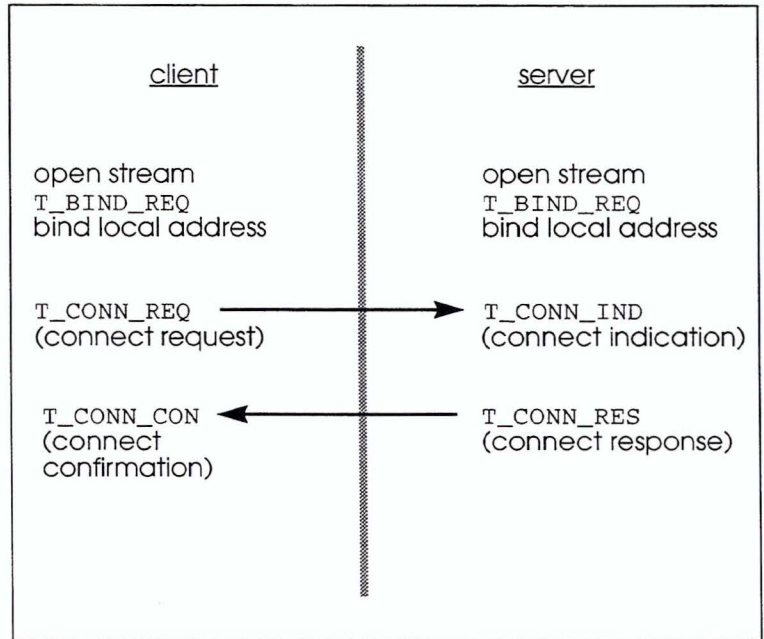 client
open stream
T_BIND_REQ
bind local address
T_CONN_REQ
(connect request)
T_CONN_CON
(connect
confirmation)
server
open stream
T_BIND_REQ
bind local address
T_CONN_IND
(connect indication)
T_CONN_RES
(connect response)